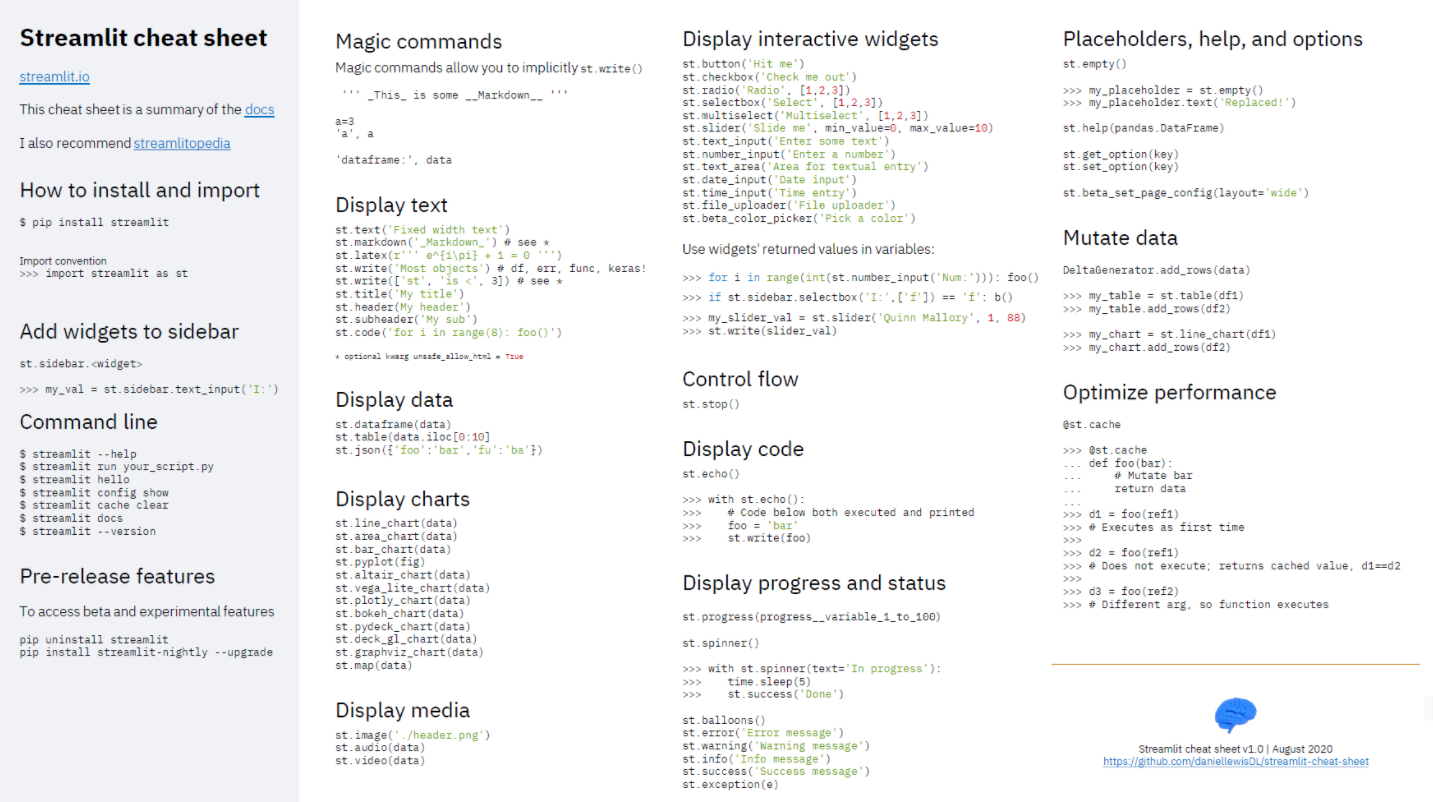 Streamlit cheat sheet
streamlit.io
This cheat sheet is a summary of the docs
I also recommend streamlitopedia
How to install and import
$ pip install streamlit
Import convention
>>> import streamlit as st
Add widgets to sidebar
st.sidebar.<widget>
>>> my_val = st.sidebar.text_input('I:')
Command line
$ streamlit --help
$ streamlit run your_script.py
$ streamlit hello
$ streamlit config show
$ streamlit cache clear
$ streamlit docs
$ streamlit --version
Pre-release features
To access beta and experimental features
pip uninstall streamlit
pip install streamlit-nightly --upgrade
Magic commands
Magic commands allow you to implicitly st.write()
''' _This_ is some __Markdown__ '''
a=3
'a', a
'dataframe:', data
Display text
st.text('Fixed width text')
st.markdown('_Markdown_') # see *
st.latex(r''' e^{i\pi} + 1 = 0 ''')
st.write('Most objects') # df, err, func, keras!
st.write(['st', 'is <', 3]) # see *
st.title('My title')
st.header(My header')
st.subheader('My sub')
st.code('for i in range(8): foo()')
* optional kwarg unsafe_allow_html = True
Display data
st.dataframe(data)
st.table(data.iloc[0:10]
st.json({'foo':'bar','fu':'ba'})
Display charts
st.line_chart(data)
st.area_chart(data)
st.bar_chart(data)
st.pyplot(fig)
st.altair_chart(data)
st.vega_lite_chart(data)
st.plotly_chart(data)
st.bokeh_chart(data)
st.pydeck_chart(data)
st.deck_gl_chart(data)
st.graphviz_chart(data)
st.map(data)
Display media
st.image('./header.png')
st.audio(data)
st.video(data)
Display interactive widgets
st.button('Hit me')
st.checkbox('Check me out')
st.radio('Radio', [1,2,3])
st.selectbox('Select', [1,2,3])
st.multiselect('Multiselect', [1,2,3])
st.slider('Slide me', min_value=0, max_value=10)
st.text_input('Enter some text')
st.number_input('Enter a number')
st.text_area('Area for textual entry')
st.date_input('Date input')
st.time_input('Time entry')
st.file_uploader('File uploader')
st.beta_color_picker('Pick a color')
Use widgets' returned values in variables:
>>> for i in range(int(st.number_input('Num:'))): foo()
>>> if st.sidebar.selectbox('I:',['f']) == 'f': b()
>>> my_slider_val = st.slider('Quinn Mallory', 1, 88)
>>> st.write(slider_val)
Control flow
st.stop()
Display code
st.echo()
>>> with st.echo():
>>>     # Code below both executed and printed
>>>     foo = 'bar'
>>>     st.write(foo)
Display progress and status
st.progress(progress__variable_1_to_100)
st.spinner()
>>> with st.spinner(text='In progress'):
>>>     time.sleep(5)
>>>     st.success('Done')
st.balloons()
st.error('Error message')
st.warning('Warning message')
st.info('Info message')
st.success('Success message')
st.exception(e)
Placeholders, help, and options
st.empty()
>>> my_placeholder = st.empty()
>>> my_placeholder.text('Replaced!')
st.help(pandas.DataFrame)
st.get_option(key)
st.set_option(key)
st.beta_set_page_config(layout='wide')
Mutate data
DeltaGenerator.add_rows(data)
>>> my_table = st.table(df1)
>>> my_table.add_rows(df2)
>>> my_chart = st.line_chart(df1)
>>> my_chart.add_rows(df2)
Optimize performance
@st.cache
>>> @st.cache
... def foo(bar):
...     # Mutate bar
...     return data
...
>>> d1 = foo(ref1)
>>> # Executes as first time
>>>
>>> d2 = foo(ref1)
>>> # Does not execute; returns cached value, d1==d2
>>>
>>> d3 = foo(ref2)
>>> # Different arg, so function executes
Streamlit cheat sheet v1.0 | August 2020
https://github.com/daniellewisDL/streamlit-cheat-sheet